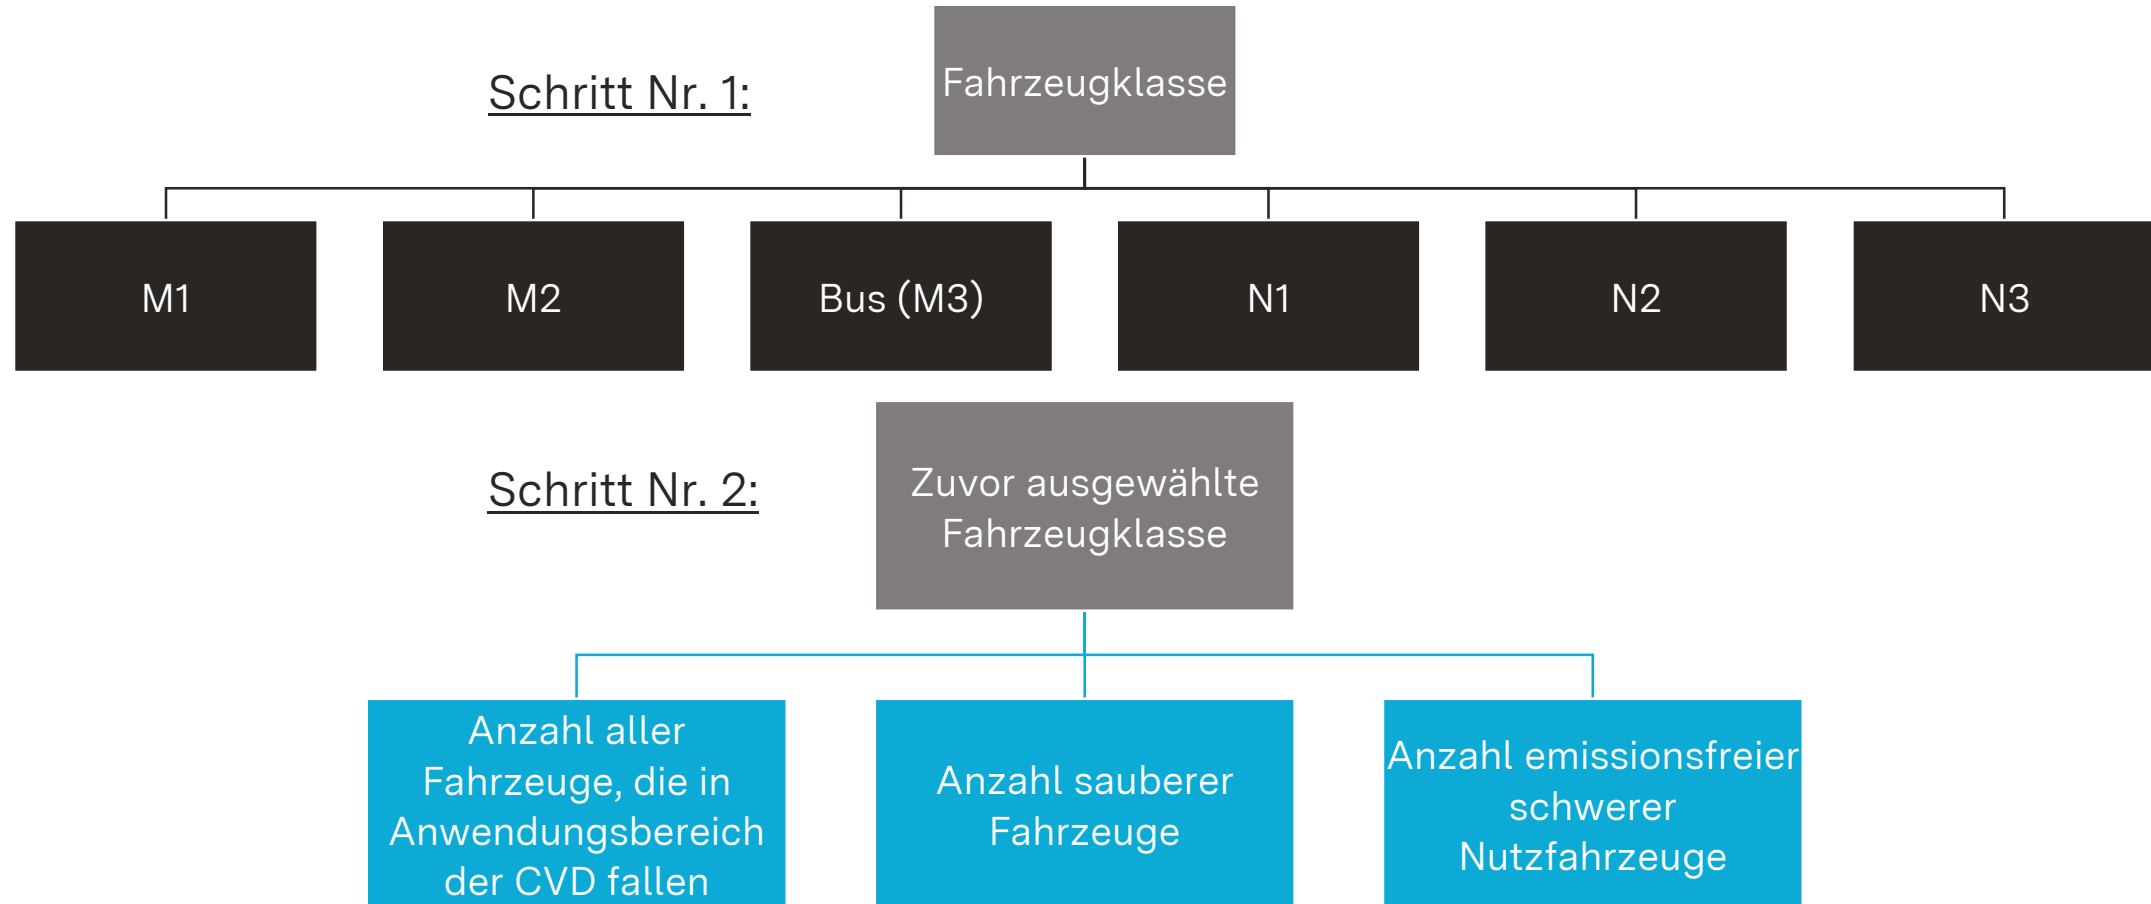 Schritt Nr. 1:
Fahrzeugklasse
M1
M2
Bus (M3)
N1
N2
N3
Schritt Nr. 2:
Zuvor ausgewählte
Fahrzeugklasse
Anzahl aller
Fahrzeuge, die in
Anwendungsbereich
der CVD fallen
Anzahl sauberer
Fahrzeuge
Anzahl emissionsfreier
schwerer
Nutzfahrzeuge